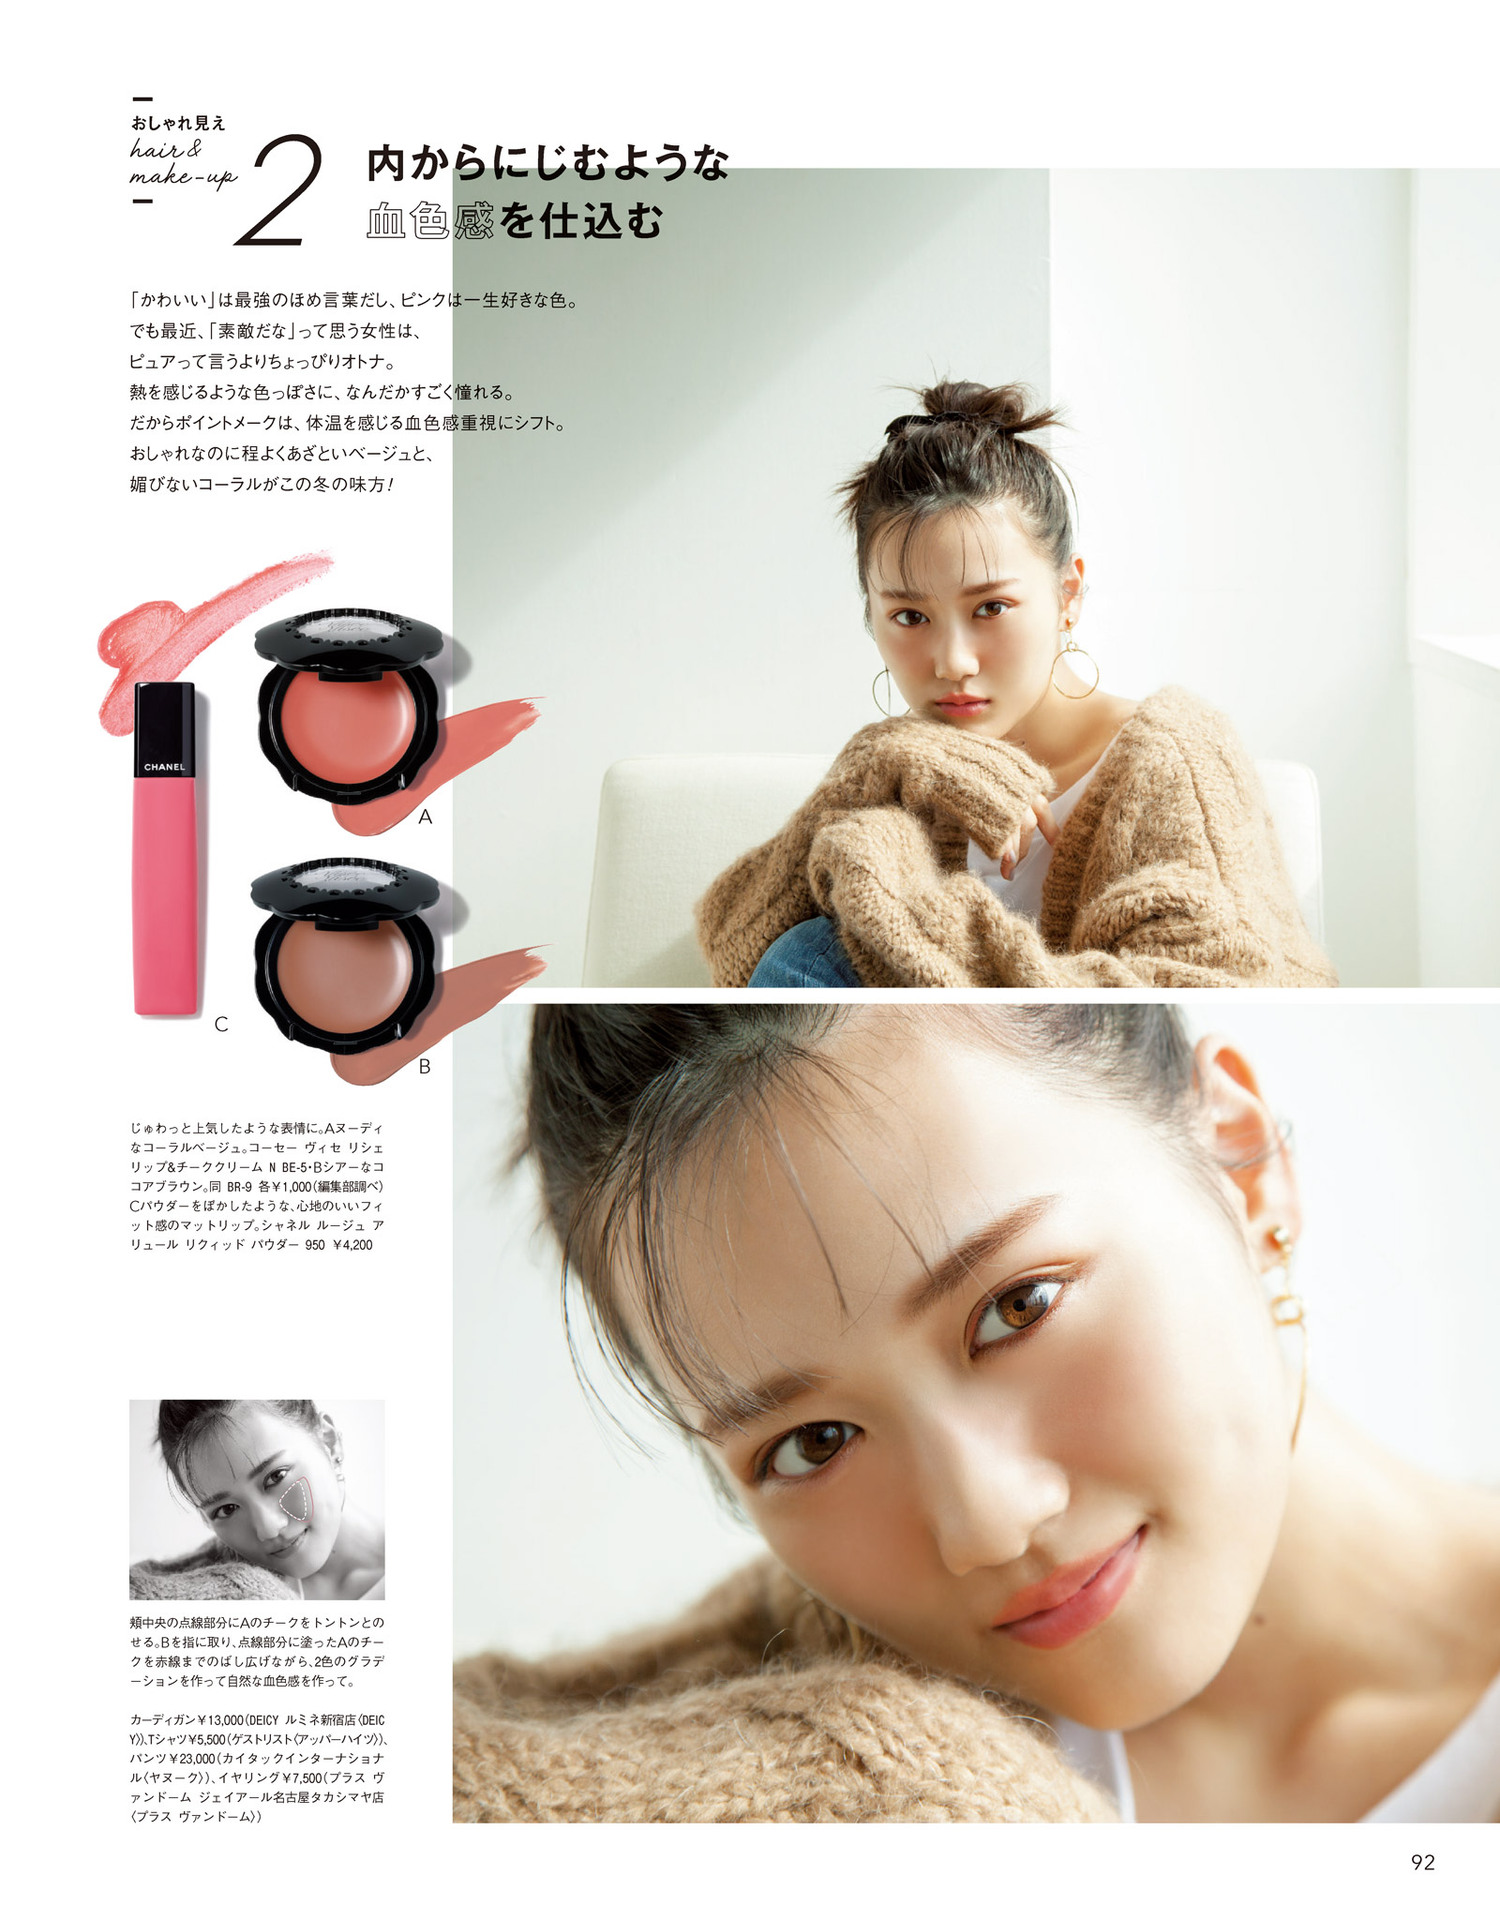 おしゃれ見え
hair &
make-up
2
内からにじむような
血色感を仕込む
「かわいい」は最強のほめ言葉だし、ピンクは一生好きな色。
でも最近、「素敵だな」って思う女性は、
ピュアって言うよりちょっぴりオトナ。
熱を感じるような色っぽさに、なんだかすごく憧れる。
だからポイントメークは、体温を感じる血色感重視にシフト。
おしゃれなのに程よくあざといベージュと、
媚びないコーラルがこの冬の味方!
CHANEL
A
C
B
じゅわっと上気したような表情に。Aヌーディ
なコーラルベージュ。コーセー ヴィセ リシェ
リップ&チーククリーム N BE-5・Bシアーなコ
コアブラウン。同 BR-9 各￥1,000(編集部調べ)
Cパウダーをぼかしたような、心地のいいフィ
ット感のマットリップ。シャネル ルージュ ア
リュール リクィッド パウダー 950 ￥4,200
頬中央の点線部分にAのチークをトントンとの
せる。Bを指に取り、点線部分に塗ったAのチー
クを赤線までのばし広げながら、2色のグラデ
ーションを作って自然な血色感を作って。
カーディガン￥13,000(DEICY ルミネ新宿店〈DEIC
Y〉)、Tシャツ￥5,500(ゲストリスト〈アッパーハイツ〉)、
パンツ￥23,000(カイタックインターナショナ
ル〈ヤヌーク〉)、イヤリング￥7,500(プラス ヴ
ァンドーム ジェイアール名古屋タカシマヤ店
〈プラス ヴァンドーム〉)
92